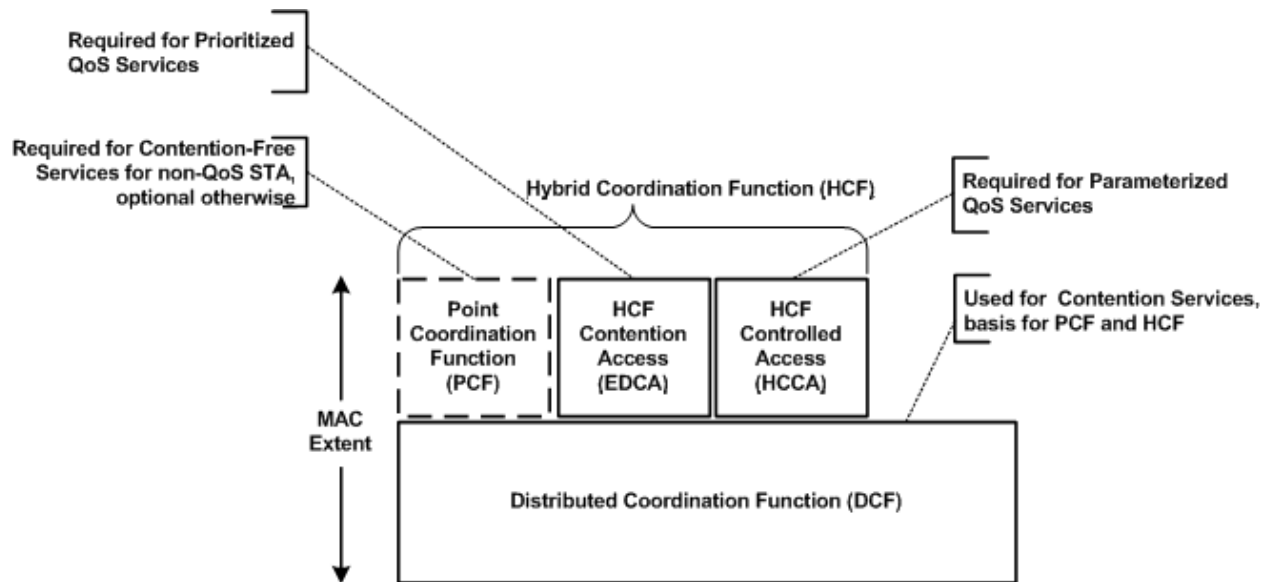 Required for Prioritized
QoS Services
Required for Contention-Free
Services for non-QoS STA,
optional otherwise
Hybrid Coordination Function (HCF)
Required for Parameterized
QoS Services
Used for Contention Services,
basis for PCF and HCF
Point
Coordination
Function
(PCF)
HCF
Contention
Access
(EDCA)
HCF
Controlled
Access
(HCCA)
MAC
Extent
Distributed Coordination Function (DCF)